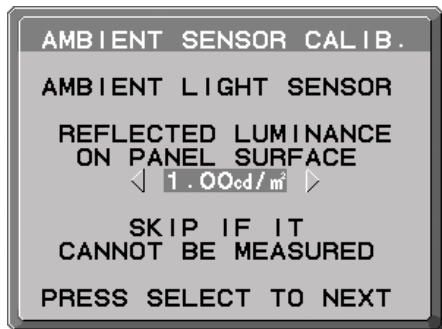 AMBIENT SENSOR CALIB.
AMBIENT LIGHT SENSOR
REFLECTED LUMINANCE
ON PANEL SURFACE
1.00cd/㎡
SKIP IF IT
CANNOT BE MEASURED
PRESS SELECT TO NEXT